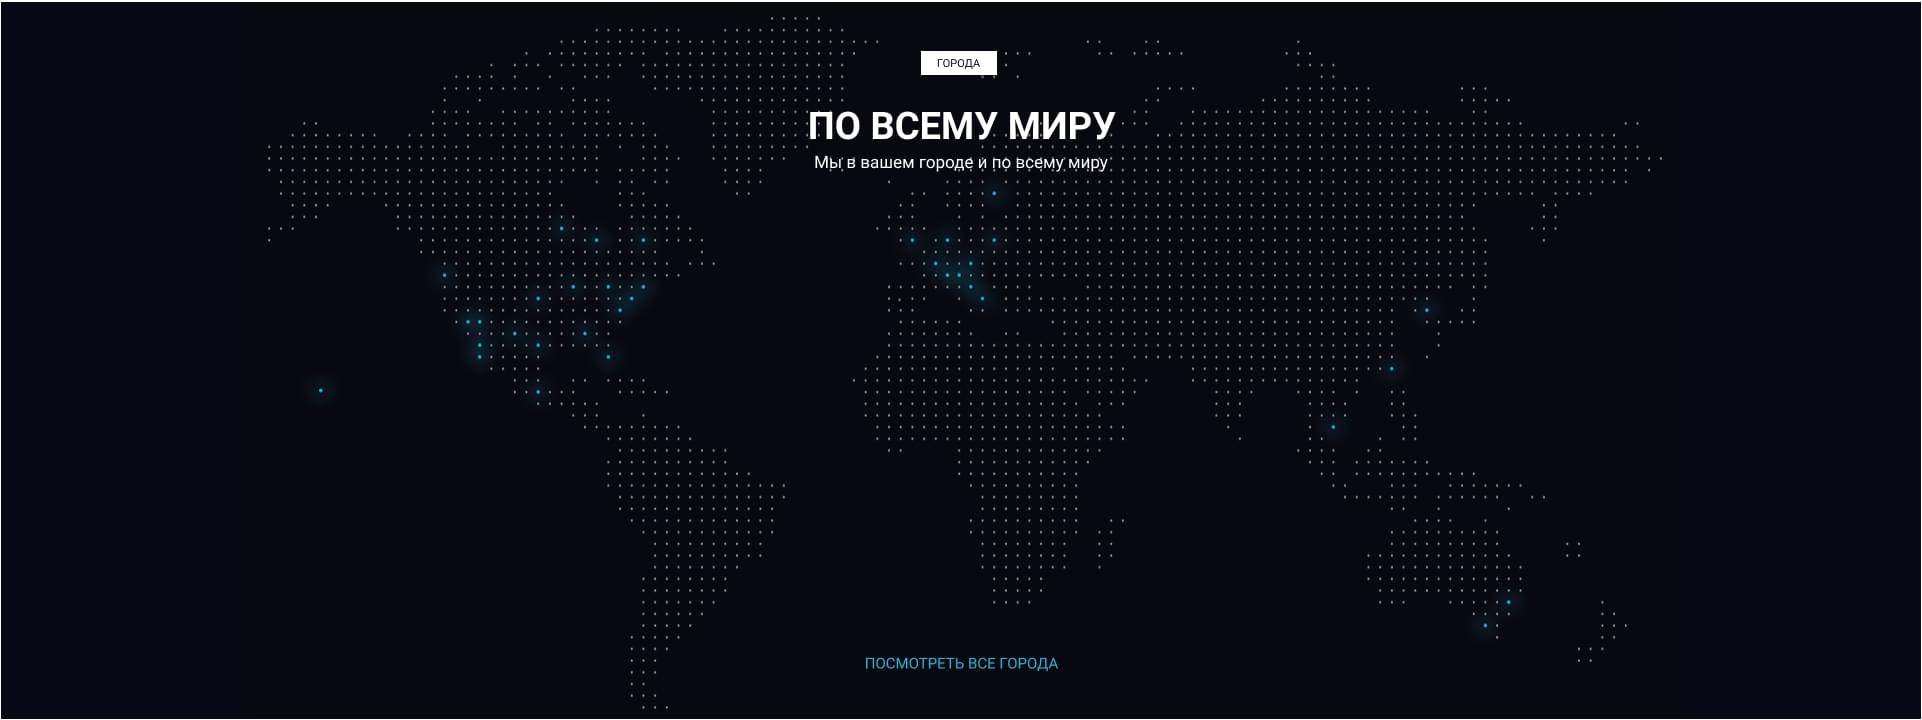 ГОРОДА
ПО ВСЕМУ МИРУ
Мы в вашем городе и по всему миру
ПОСМОТРЕТЬ ВСЕ ГОРОДА